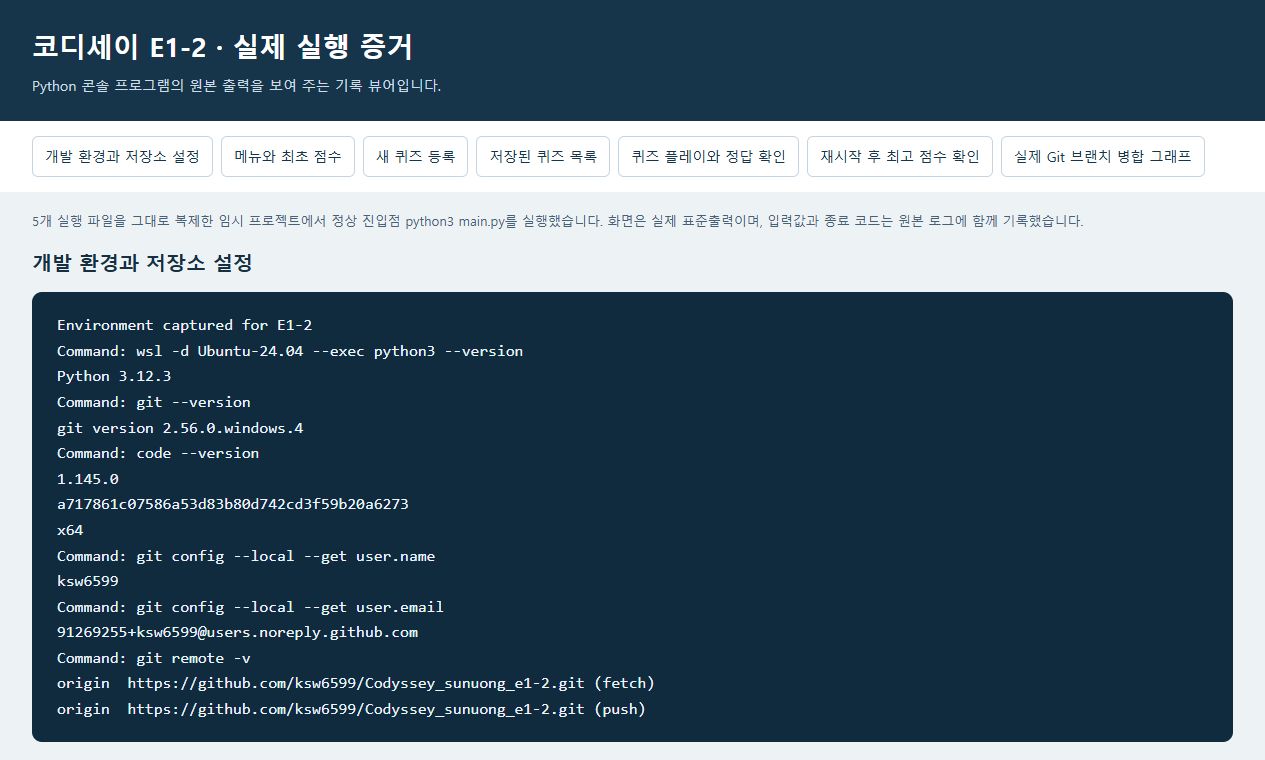 코디세이 E1-2 · 실제 실행 증거
Python 콘솔 프로그램의 원본 출력을 보여 주는 기록 뷰어입니다.
개발 환경과 저장소 설정
메뉴와 최초 점수
새 퀴즈 등록
저장된 퀴즈 목록
퀴즈 플레이와 정답 확인
재시작 후 최고 점수 확인
실제 Git 브랜치 병합 그래프
5개 실행 파일을 그대로 복제한 임시 프로젝트에서 정상 진입점 python3 main.py를 실행했습니다. 화면은 실제 표준출력이며, 입력값과 종료 코드는 원본 로그에 함께 기록했습니다.
개발 환경과 저장소 설정
Environment captured for E1-2
Command: wsl -d Ubuntu-24.04 --exec python3 --version
Python 3.12.3
Command: git --version
git version 2.56.0.windows.4
Command: code --version
1.145.0
a717861c07586a53d83b80d742cd3f59b20a6273
x64
Command: git config --local --get user.name
ksw6599
Command: git config --local --get user.email
91269255+ksw6599@users.noreply.github.com
Command: git remote -v
origin  https://github.com/ksw6599/Codyssey_sunuong_e1-2.git (fetch)
origin  https://github.com/ksw6599/Codyssey_sunuong_e1-2.git (push)